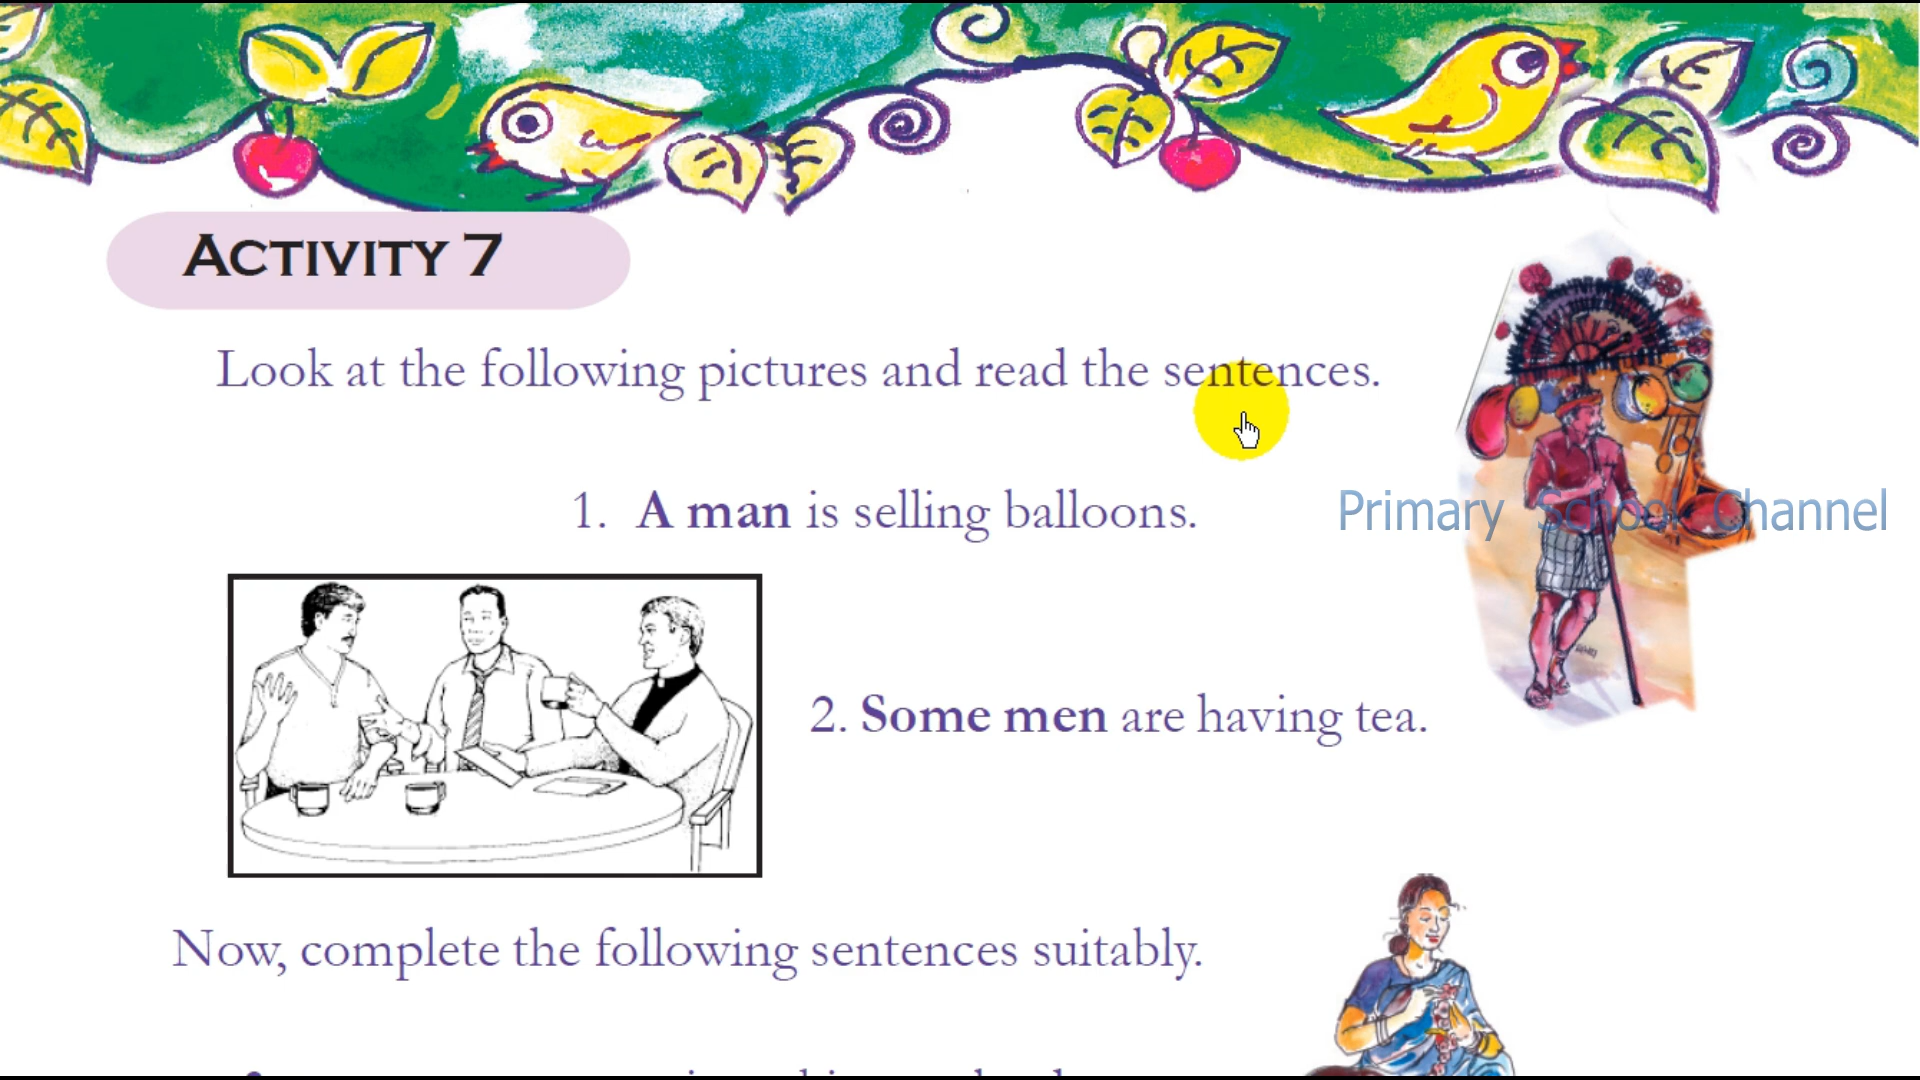 ACTIVITY 7
Look at the following pictures and read the sentences.
1. A man is selling balloons.
Primary School Channel
2. Some men are having tea.
Now, complete the following sentences suitably.